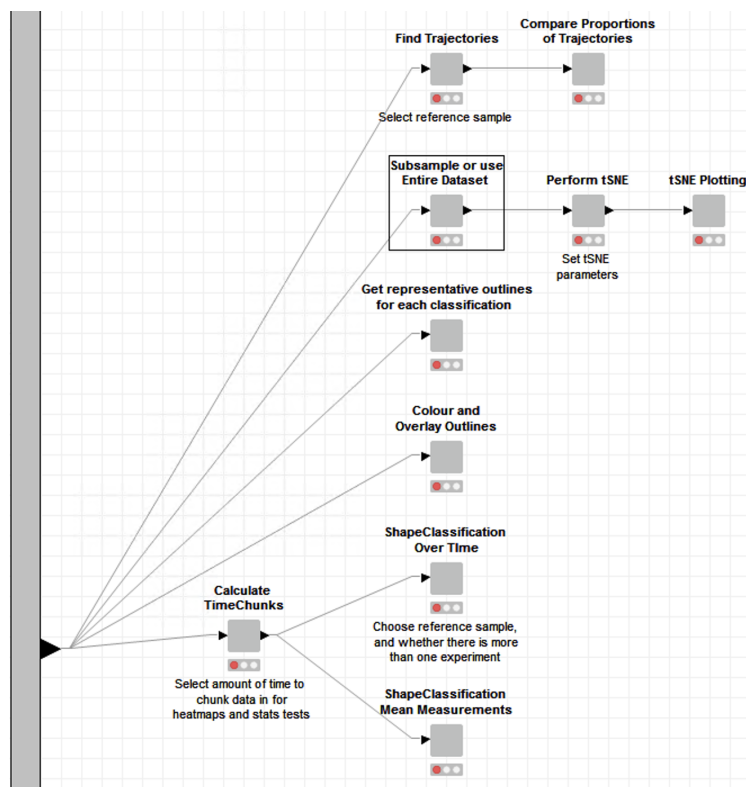 Find Trajectories
Compare Proportions
of Trajectories
Select reference sample
Subsample or use
Entire Dataset
Perform tSNE
tSNE Plotting
Set tSNE
parameters
Get representative outlines
for each classification
Colour and
Overlay Outlines
ShapeClassification
Over TIme
Choose reference sample,
and whether there is more
than one experiment
Calculate
TimeChunks
Select amount of time to
chunk data in for
heatmaps and stats tests
ShapeClassification
Mean Measurements